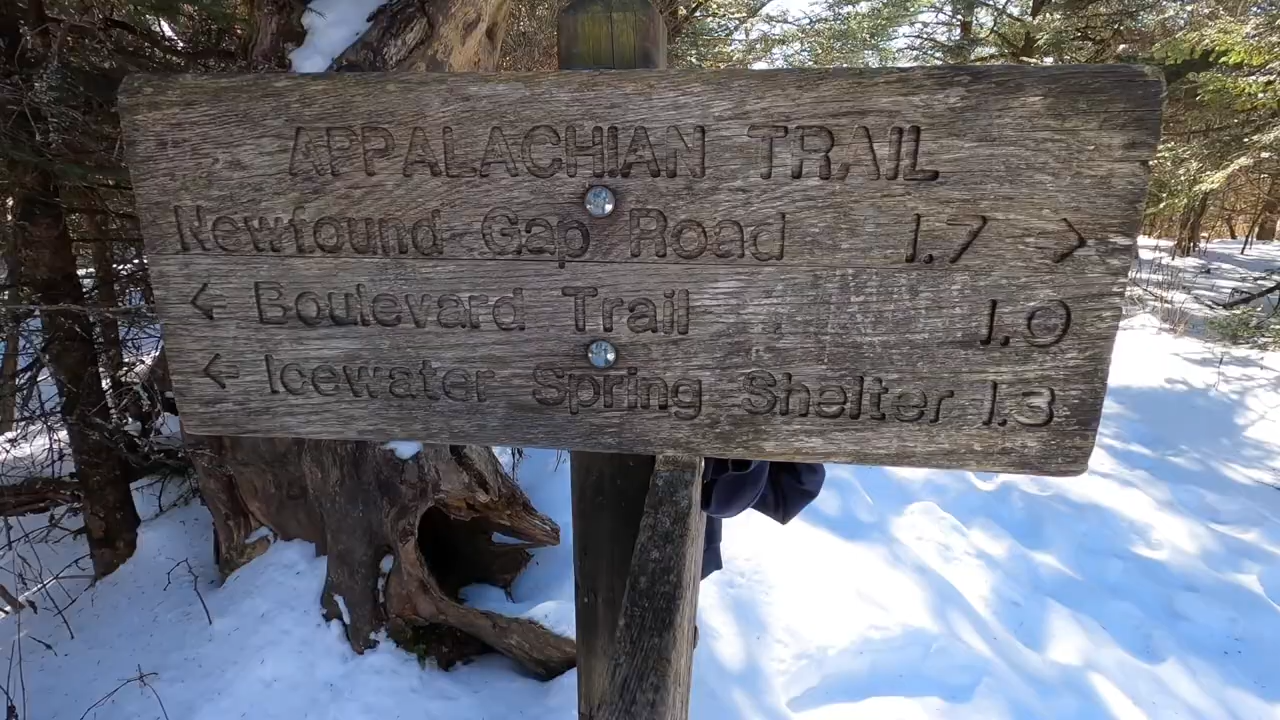 APPALACHIAN TRAIL
Newfound Gap Road 1.7 >
← Boulevard Trail 1.0
← Icewater Spring Shelter 1.3